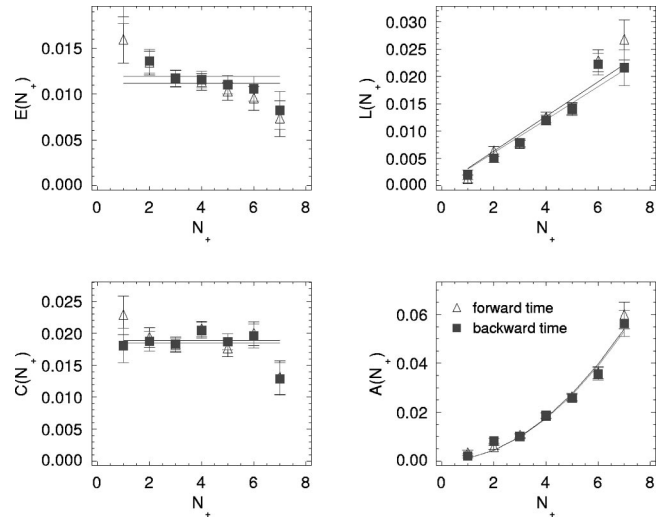 E(N+)
0.015
0.010
0.005
0.000
0 2 4 6 8
N+
L(N+)
0.030
0.025
0.020
0.015
0.010
0.005
0.000
0 2 4 6 8
N+
C(N+)
0.025
0.020
0.015
0.010
0.005
0.000
0 2 4 6 8
N+
A(N+)
0.06
0.04
0.02
0.00
forward time
backward time
0 2 4 6 8
N+